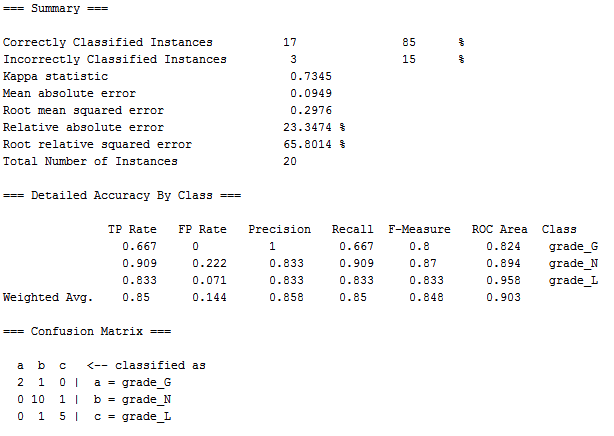 === Summary ===
Correctly Classified Instances 17 85 %
Incorrectly Classified Instances 3 15 %
Kappa statistic 0.7345
Mean absolute error 0.0949
Root mean squared error 0.2976
Relative absolute error 23.3474 %
Root relative squared error 65.8014 %
Total Number of Instances 20
=== Detailed Accuracy By Class ===
TP Rate FP Rate Precision Recall F-Measure ROC Area Class
0.667 0 1 0.667 0.8 0.824 grade_G
0.909 0.222 0.833 0.909 0.87 0.894 grade_N
0.833 0.071 0.833 0.833 0.833 0.958 grade_L
Weighted Avg. 0.85 0.144 0.858 0.85 0.848 0.903
=== Confusion Matrix ===
a b c <-- classified as
2 1 0 | a = grade_G
0 10 1 | b = grade_N
0 1 5 | c = grade_L